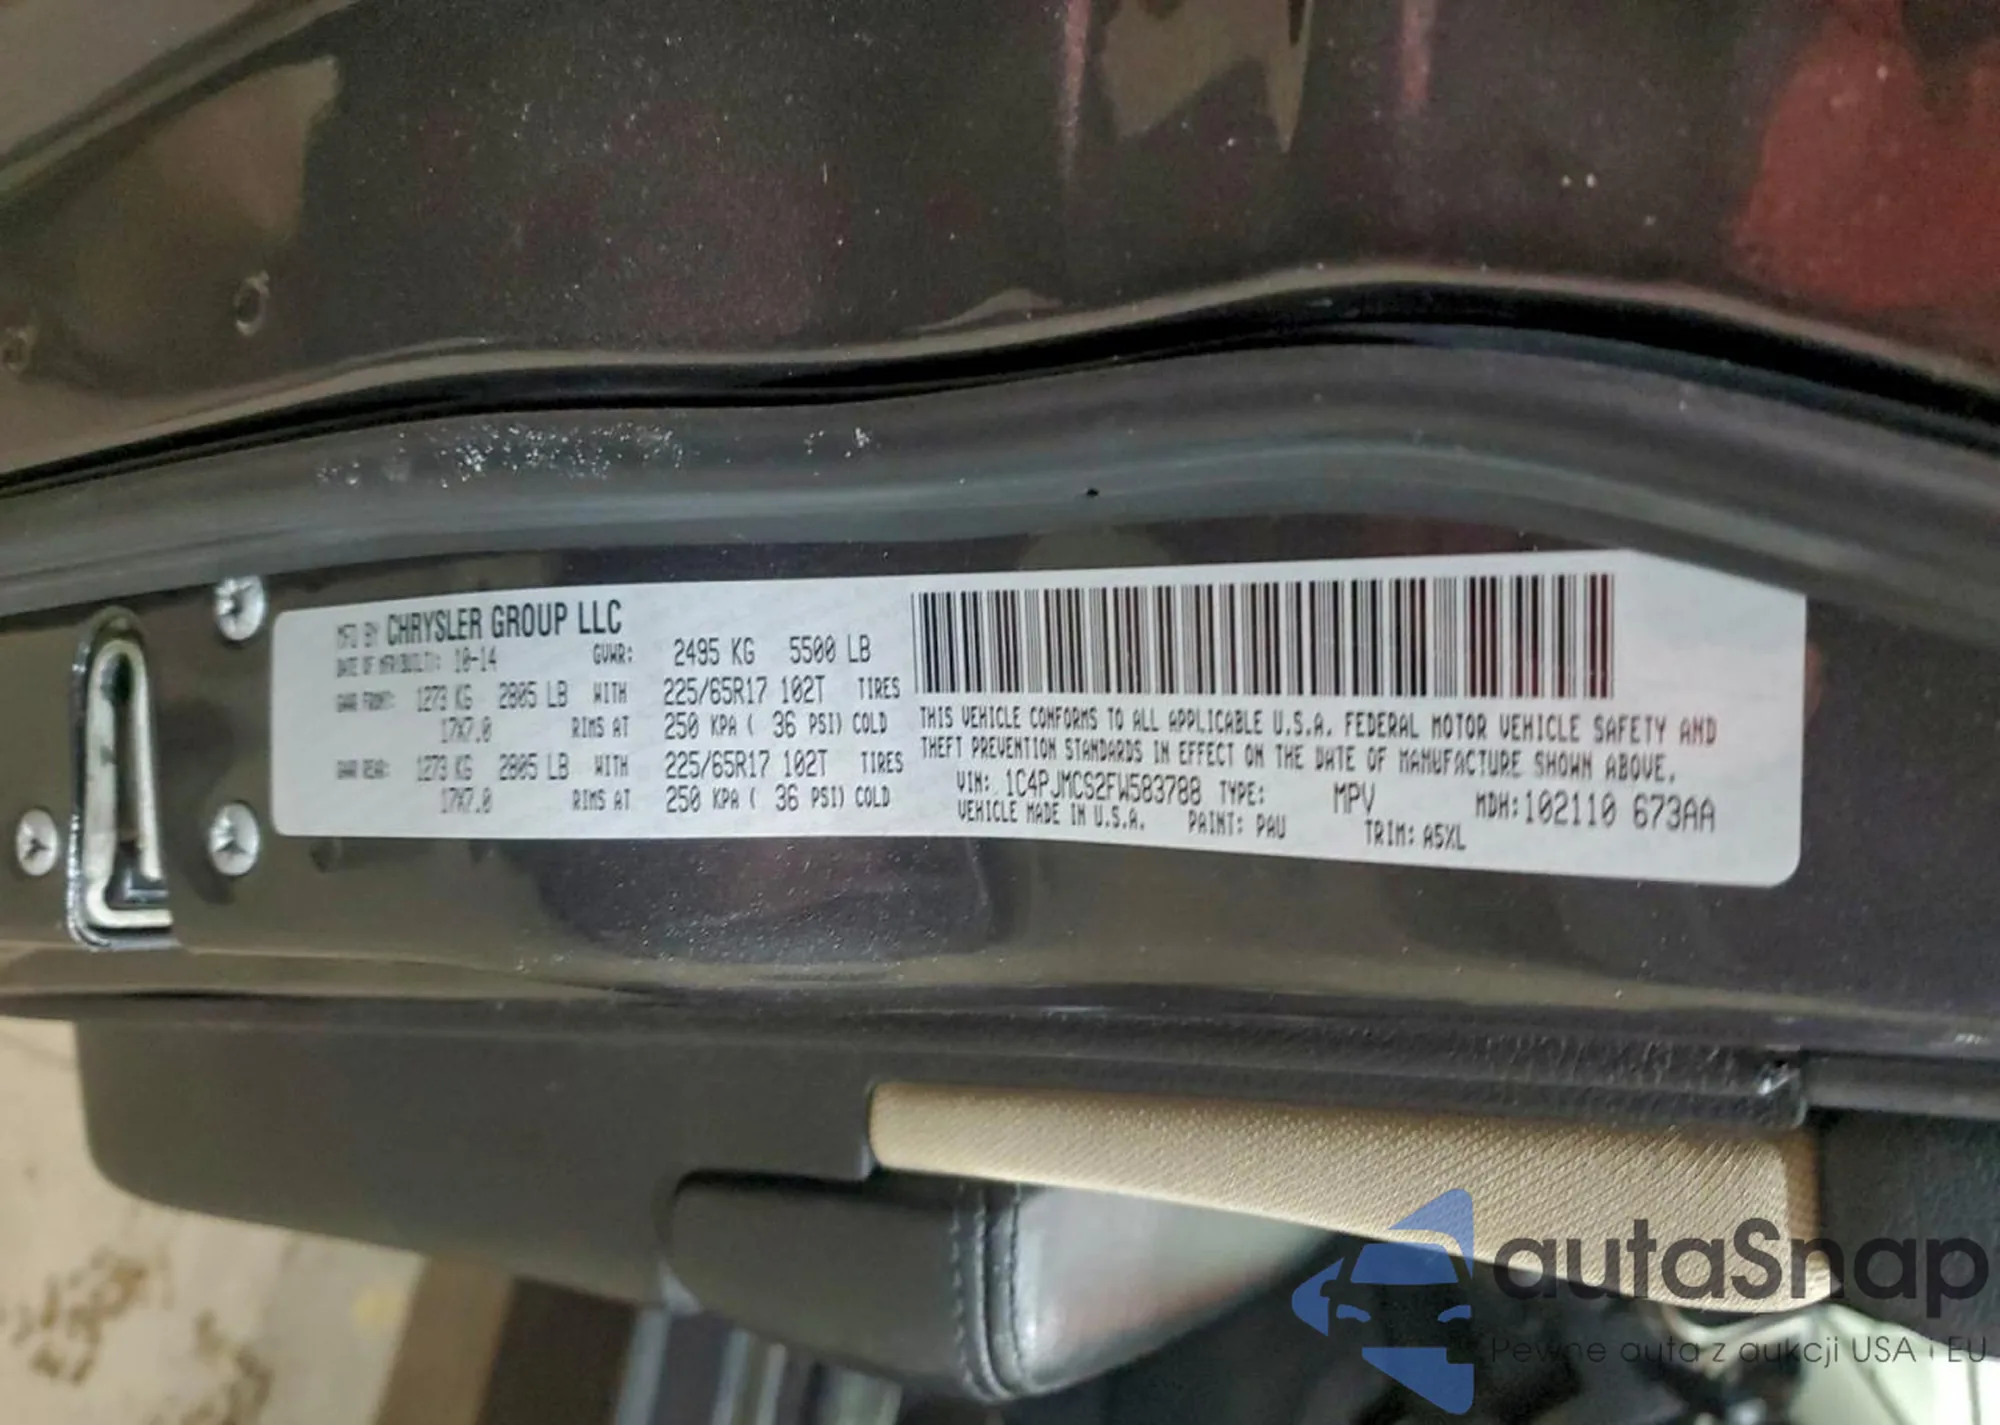 MFD BY CHRYSLER GROUP LLC
DATE OF MFR(BUILT): 10-14 GVWR: 2495 KG 5500 LB
GAWR FRONT: 1273 KG 2805 LB WITH 225/65R17 102T TIRES
17X7.0 RIMS AT 250 KPA ( 36 PSI) COLD
GAWR REAR: 1273 KG 2805 LB WITH 225/65R17 102T TIRES
17X7.0 RIMS AT 250 KPA ( 36 PSI) COLD
THIS VEHICLE CONFORMS TO ALL APPLICABLE U.S.A. FEDERAL MOTOR VEHICLE SAFETY AND
THEFT PREVENTION STANDARDS IN EFFECT ON THE DATE OF MANUFACTURE SHOWN ABOVE.
VIN: 1C4PJMCS2FW583788 TYPE: MPV MDH: 102110 673AA
VEHICLE MADE IN U.S.A. PAINT: PAU TRIM: A5XL
autaSnap
Pewne auta z aukcji USA i EU